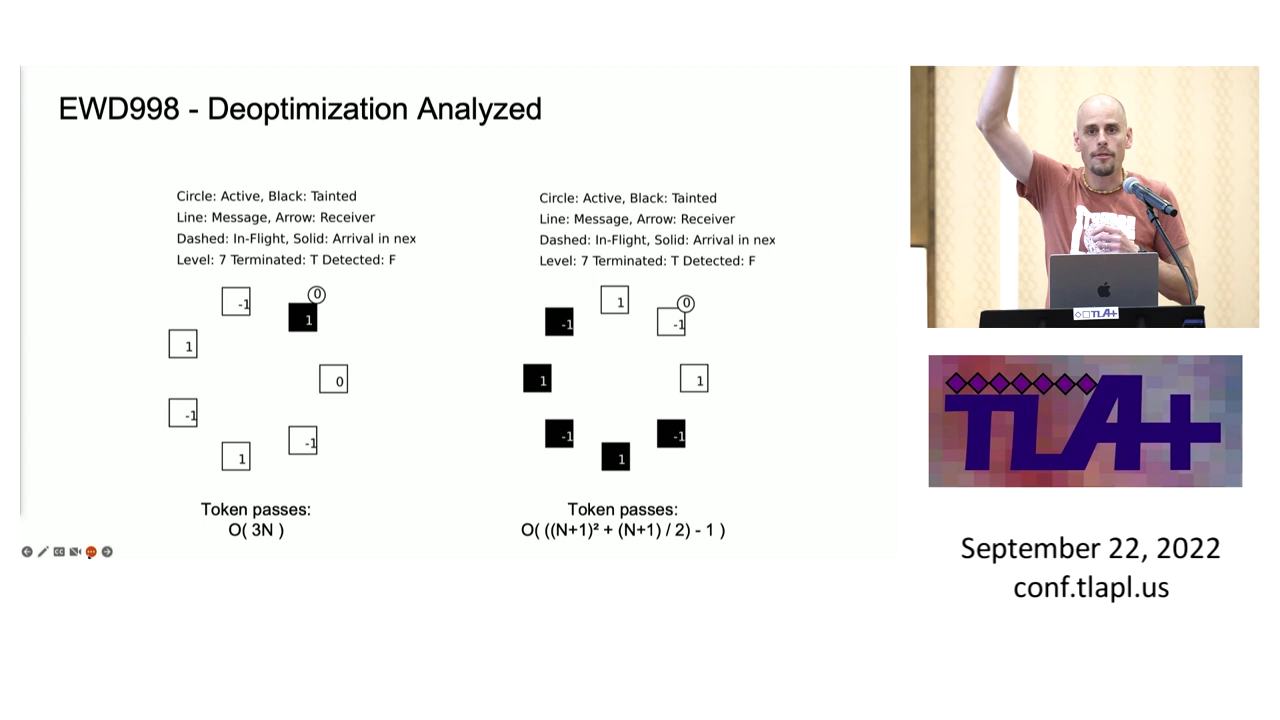 EWD998 - Deoptimization Analyzed
Circle: Active, Black: Tainted
Line: Message, Arrow: Receiver
Dashed: In-Flight, Solid: Arrival in nex
Level: 7 Terminated: T Detected: F
-1
0
1
1
0
-1
-1
1
Token passes:
O( 3N )
Circle: Active, Black: Tainted
Line: Message, Arrow: Receiver
Dashed: In-Flight, Solid: Arrival in nex
Level: 7 Terminated: T Detected: F
1
0
-1
-1
1
1
-1
-1
1
Token passes:
O( ((N+1)² + (N+1) / 2) - 1 )
TLA+
TLA+
September 22, 2022
conf.tlapl.us